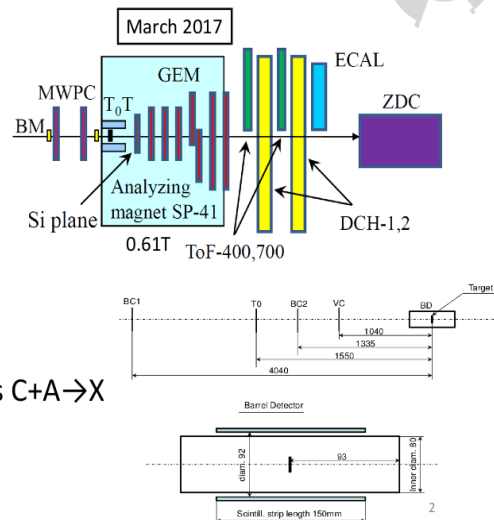 March 2017
GEM
ECAL
MWPC
T₀T
ZDC
BM
Si plane
Analyzing
magnet SP-41
0.61T
ToF-400,700
DCH-1,2
Target
BC1
T0
BC2
VC
BD
1040
1335
1550
4040
s C+A→X
Barrel Detector
diam. 92
93
Inner diam. 80
Scintill. strip length 150mm
2